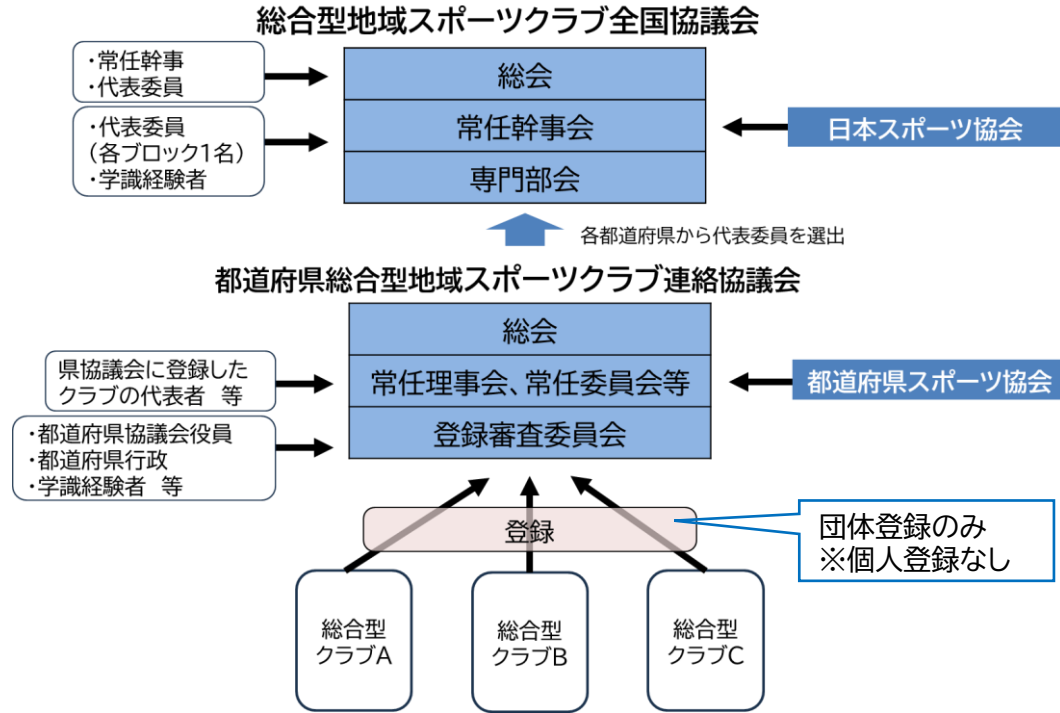 総合型地域スポーツクラブ全国協議会
・常任幹事
・代表委員
総会
・代表委員
（各ブロック1名）
・学識経験者
常任幹事会
日本スポーツ協会
専門部会
各都道府県から代表委員を選出
都道府県総合型地域スポーツクラブ連絡協議会
総会
県協議会に登録した
クラブの代表者 等
常任理事会、常任委員会等
都道府県スポーツ協会
・都道府県協議会役員
・都道府県行政
・学識経験者 等
登録審査委員会
登録
団体登録のみ
※個人登録なし
総合型
クラブA
総合型
クラブB
総合型
クラブC